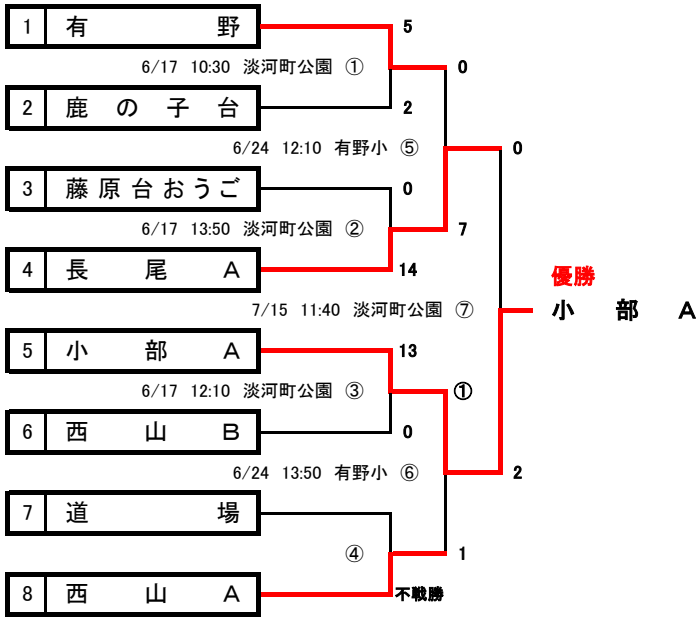 1 有野 5
6/17 10:30 淡河町公園 ① 0
2 鹿の子台 2
6/24 12:10 有野小 ⑤ 0
3 藤原台おうご 0
6/17 13:50 淡河町公園 ② 7
4 長尾A 14
優勝
7/15 11:40 淡河町公園 ⑦ 小部A
5 小部A 13
6/17 12:10 淡河町公園 ③ ①
6 西山B 0
6/24 13:50 有野小 ⑥ 2
7 道場
④ 1
8 西山A 不戦勝